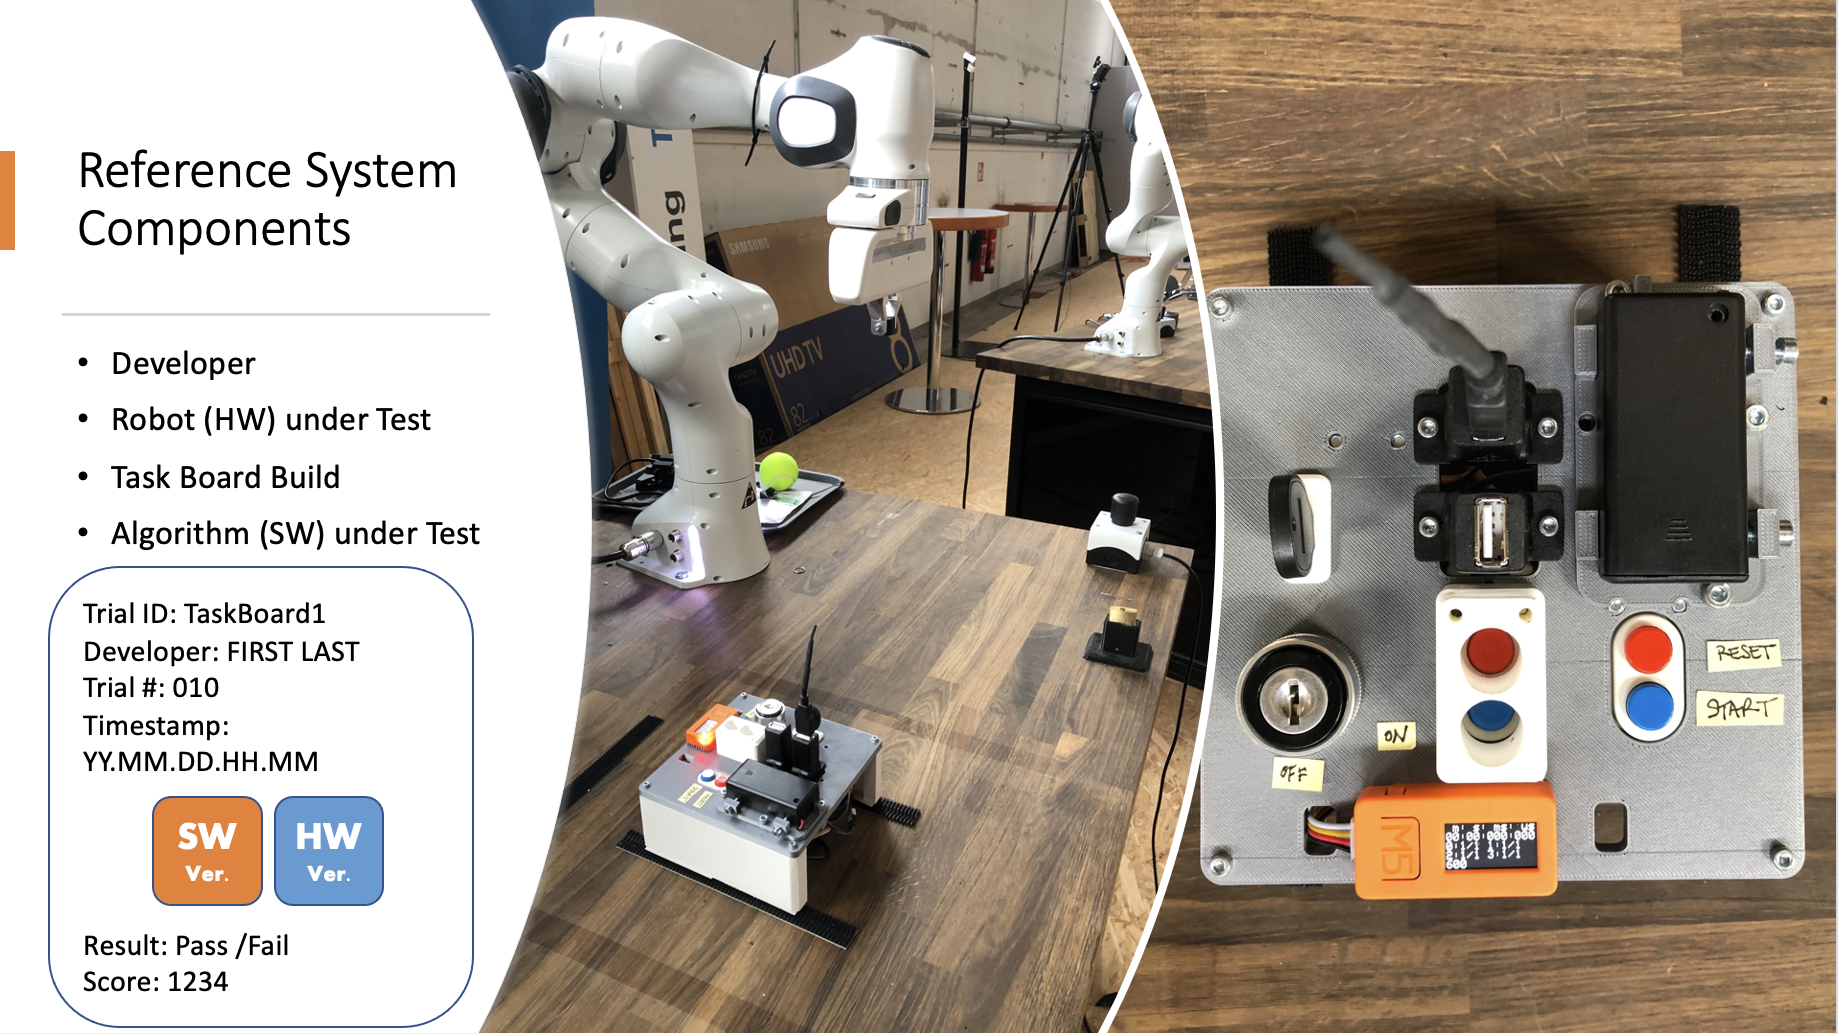 Reference System
Components
• Developer
• Robot (HW) under Test
• Task Board Build
• Algorithm (SW) under Test
Trial ID: TaskBoard1
Developer: FIRST LAST
Trial #: 010
Timestamp:
YY.MM.DD.HH.MM
SW
Ver.
HW
Ver.
Result: Pass /Fail
Score: 1234
SAMSUNG
UHD TV
82
82
RESET
START
ON
OFF
M5